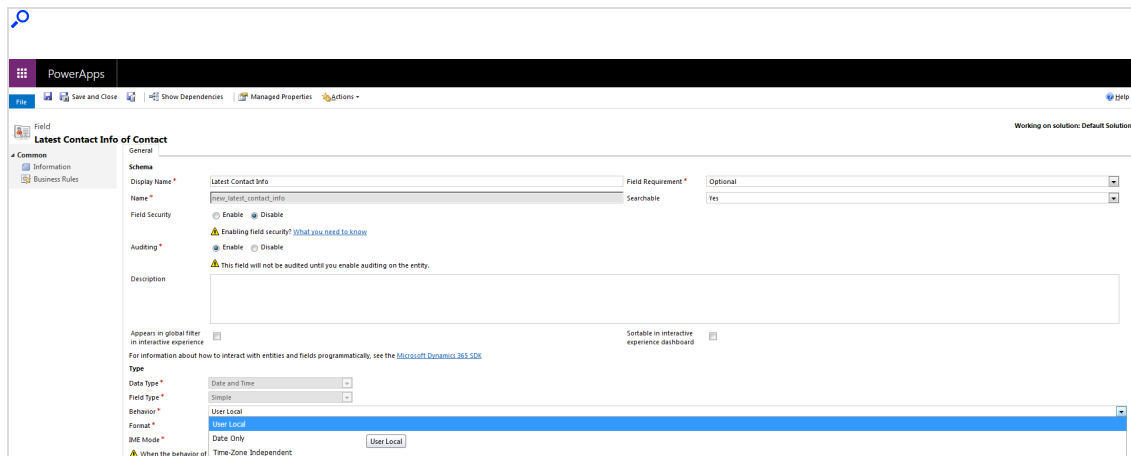 PowerApps
File Save and Close Show Dependencies Managed Properties Actions Help
Field
Latest Contact Info of Contact
Working on solution: Default Solution
Common
Information
Business Rules
General
Schema
Display Name * Latest Contact Info Field Requirement * Optional
Name * new_latest_contact_info Searchable Yes
Field Security Enable Disable
Enabling field security? What you need to know
Auditing * Enable Disable
This field will not be audited until you enable auditing on the entity.
Description
Appears in global filter
in interactive experience
Sortable in interactive
experience dashboard
For information about how to interact with entities and fields programmatically, see the Microsoft Dynamics 365 SDK
Type
Data Type * Date and Time
Field Type * Simple
Behavior * User Local
Format * User Local
IME Mode * Date Only User Local
When the behavior of Time-Zone Independent